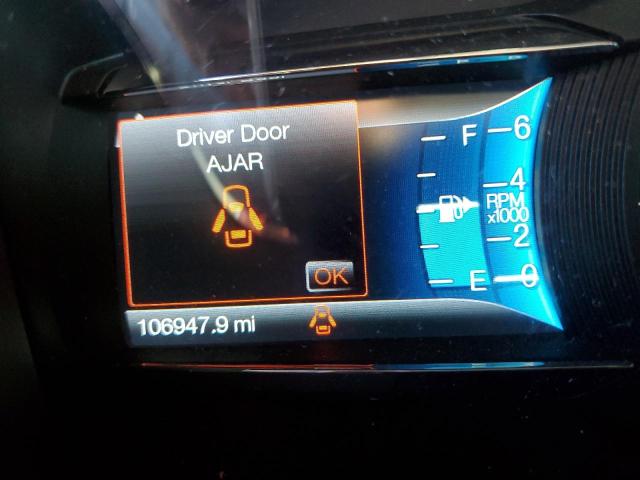 Driver Door
AJAR
OK
106947.9 mi
F
E
6
4
RPM
x1000
2
0